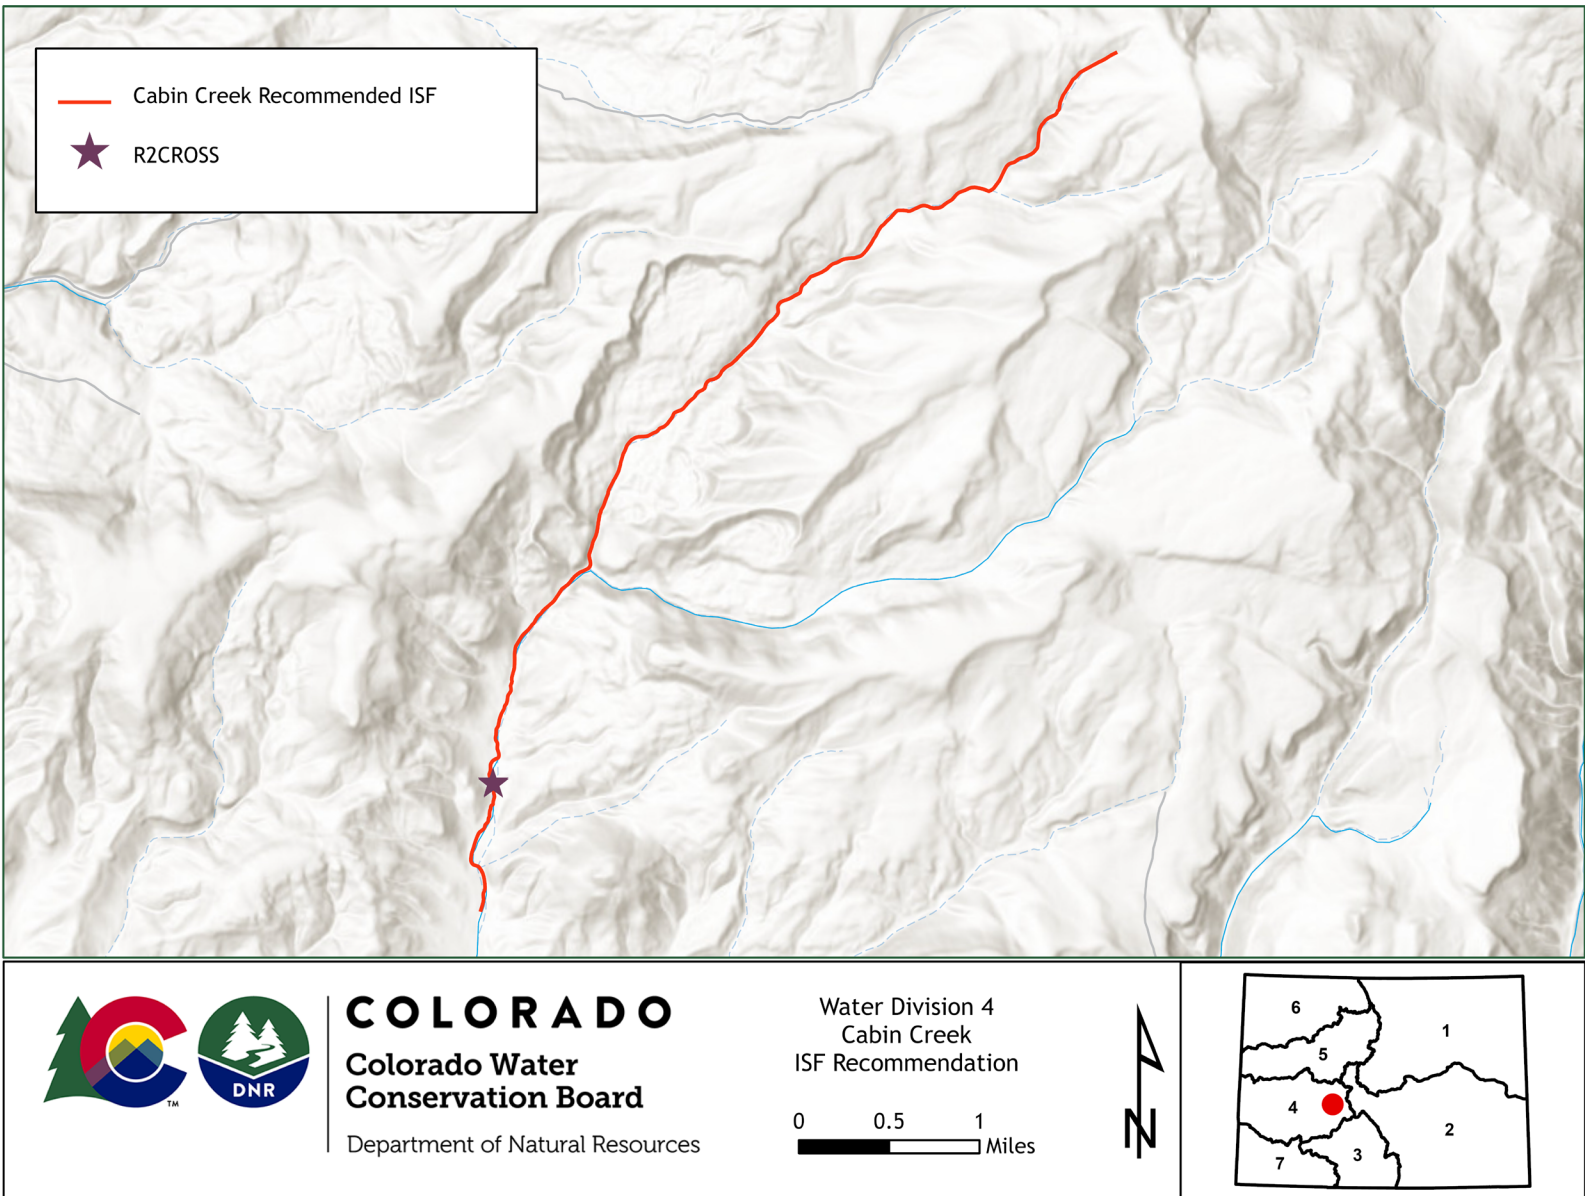 Cabin Creek Recommended ISF
R2CROSS
COLORADO
Colorado Water
Conservation Board
Department of Natural Resources
TM
DNR
Water Division 4
Cabin Creek
ISF Recommendation
0 0.5 1
Miles
N
6
1
5
4
2
3
7